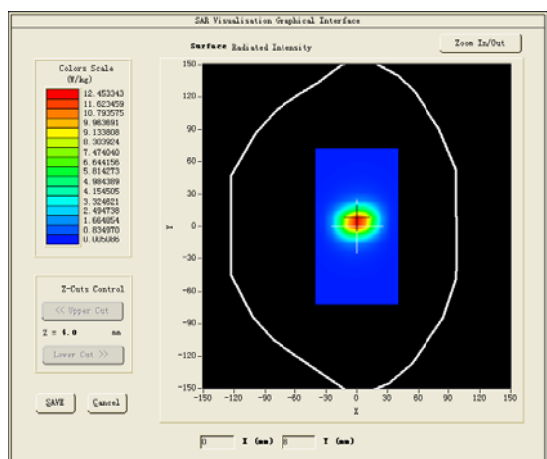 SAR Visualisation Graphical Interface
Surface Radiated Intensity
Zoom In/Out
Colors Scale
(W/kg)
12.453343
11.623459
10.793575
9.963691
9.133808
8.303924
7.474040
6.644156
5.814273
4.984389
4.154505
3.324621
2.494738
1.664854
0.834970
0.005086
Z-Cuts Control
<< Upper Cut
Z = 4.0 mm
Lower Cut >>
SAVE
Cancel
150
120
90
60
30
0
-30
-60
-90
-120
-150
Y
-150 -120 -90 -60 -30 0 30 60 90 120 150
X
0 X (mm) 8 Y (mm)